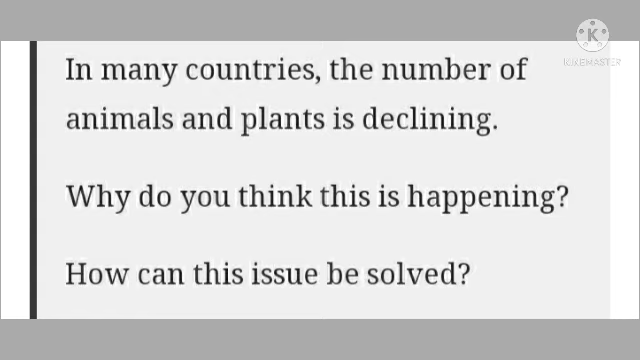 In many countries, the number of
animals and plants is declining.
Why do you think this is happening?
How can this issue be solved?
K
KINEMASTER